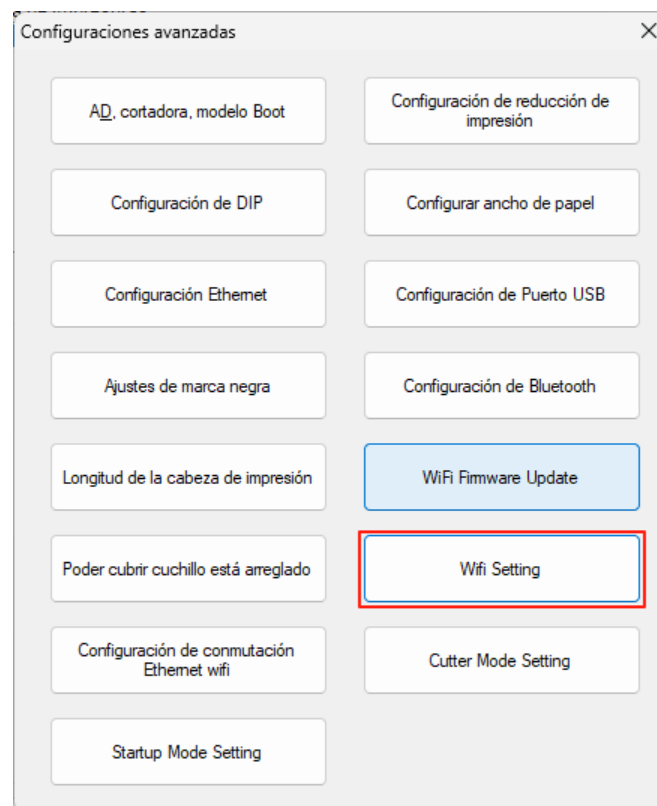 Configuraciones avanzadas
AD, cortadora, modelo Boot
Configuración de reducción de
impresión
Configuración de DIP
Configurar ancho de papel
Configuración Ethernet
Configuración de Puerto USB
Ajustes de marca negra
Configuración de Bluetooth
Longitud de la cabeza de impresión
WiFi Firmware Update
Poder cubrir cuchillo está arreglado
Wifi Setting
Configuración de conmutación
Ethernet wifi
Cutter Mode Setting
Startup Mode Setting